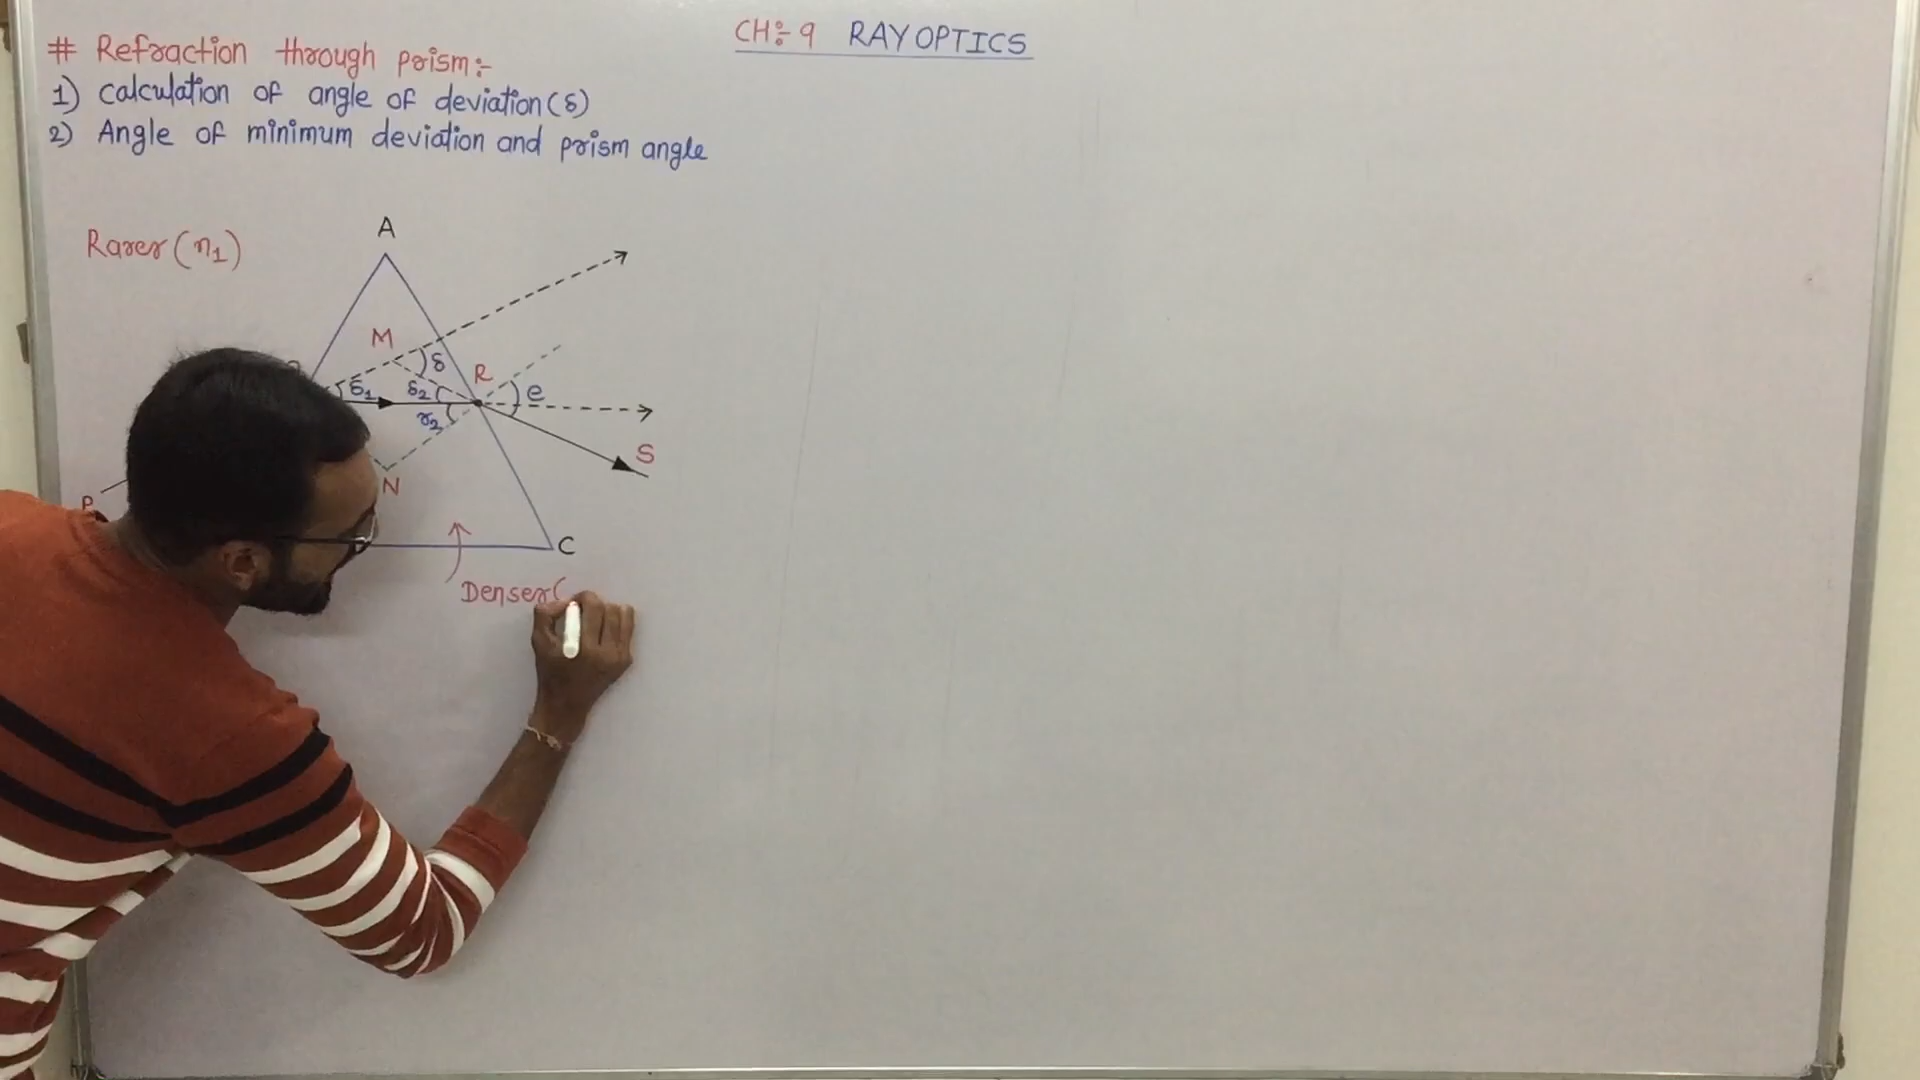 CH:- 9 RAY OPTICS
# Refraction through prism:-
1) Calculation of angle of deviation (δ)
2) Angle of minimum deviation and prism angle
A
Rarer (n1)
M
δ
R
δ1
δ2
e
r2
S
N
P
C
Denser (